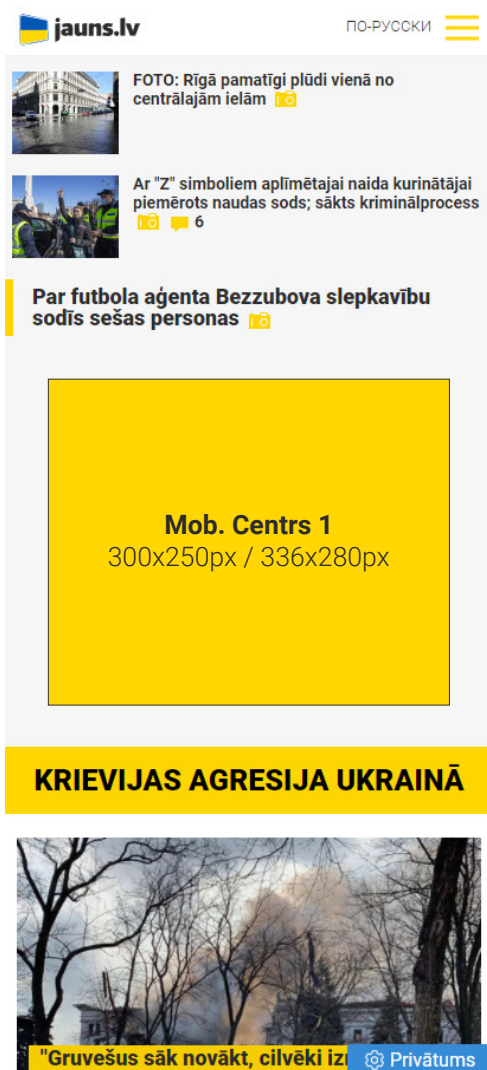 jauns.lv
ПО-РУССКИ
FOTO: Rīgā pamatīgi plūdi vienā no
centrālajām ielām
Ar "Z" simboliem aplīmētajai naida kurinātājai
piemērots naudas sods; sākts kriminālprocess
6
Par futbola aģenta Bezzubova slepkavību
sodīs sešas personas
Mob. Centrs 1
300x250px / 336x280px
KRIEVIJAS AGRESIJA UKRAINĀ
"Gruvešus sāk novākt, cilvēki
Privātums